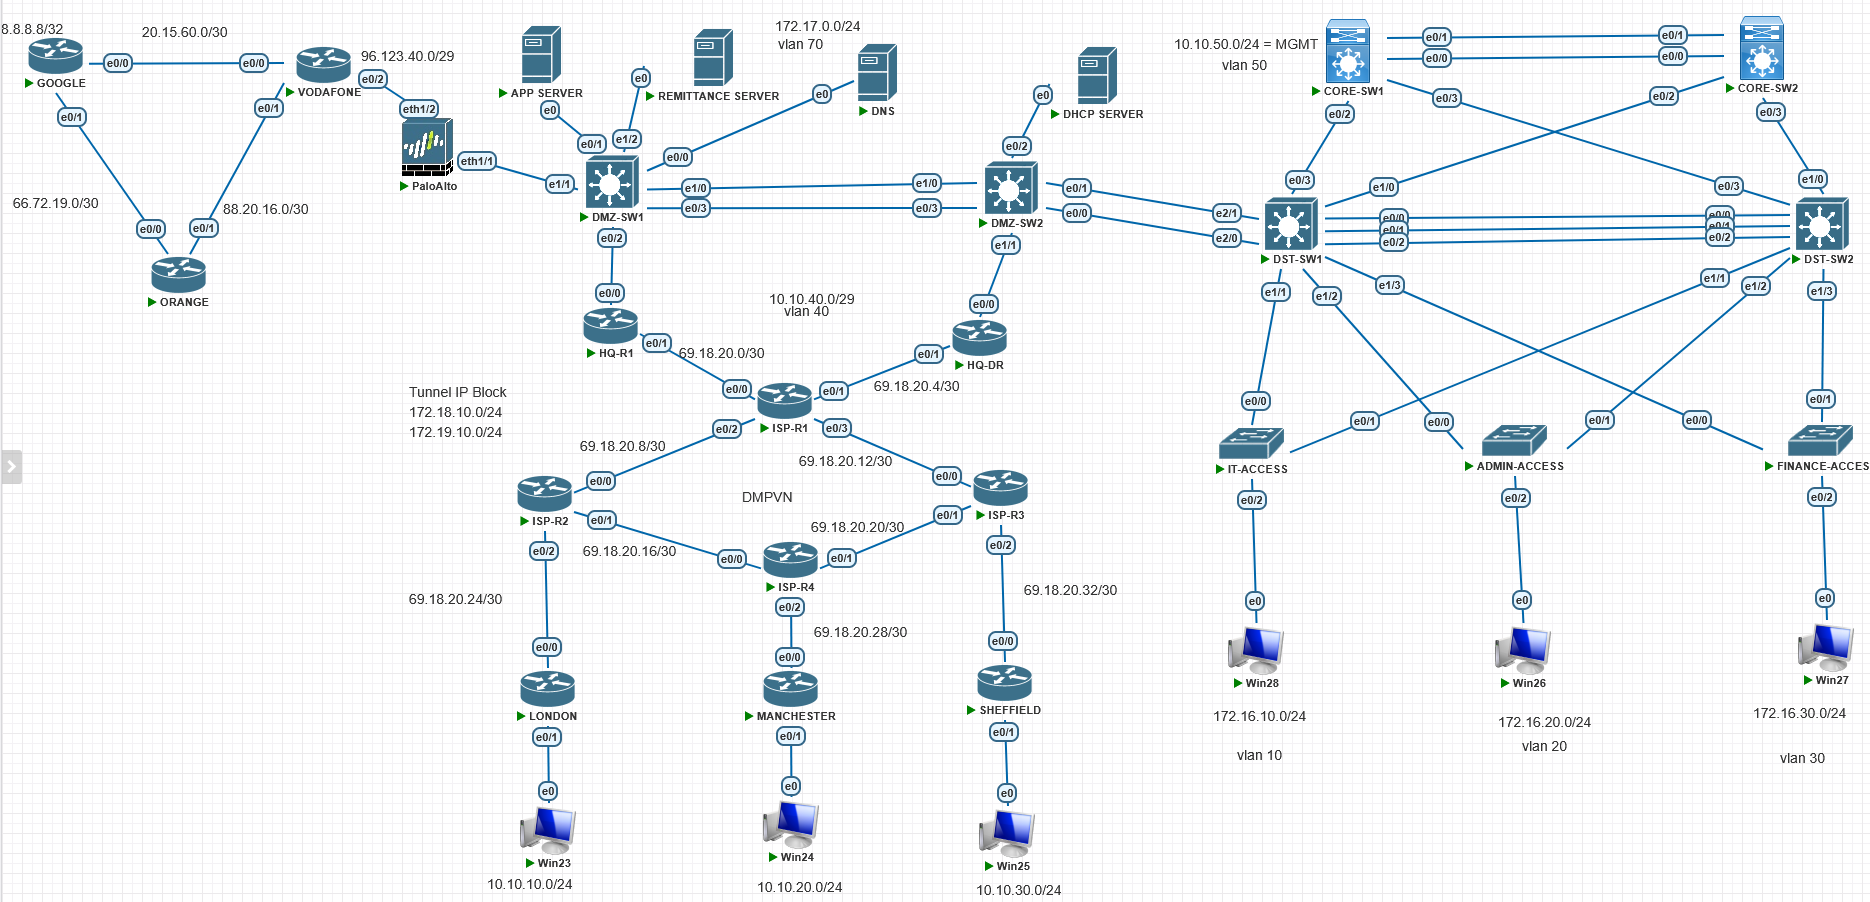 8.8.8.8/32
20.15.60.0/30
96.123.40.0/29
GOOGLE
VODAFONE
e0/0
e0/0
e0/2
e0/1
e0/1
eth1/2
PaloAlto
eth1/1
66.72.19.0/30
88.20.16.0/30
e0/0
e0/1
ORANGE
172.17.0.0/24
vlan 70
APP SERVER
REMITTANCE SERVER
DNS
DHCP SERVER
e0
e0
e0
e0
e0/1
e1/2
e0/0
e0/2
e1/1
DMZ-SW1
e1/0
e1/0
e0/3
e0/3
DMZ-SW2
e0/1
e0/0
e2/1
e2/0
e0/2
e1/1
e0/0
e0/0
HQ-R1
HQ-DR
10.10.40.0/29
vlan 40
e0/1
69.18.20.0/30
e0/1
69.18.20.4/30
e0/0
e0/1
ISP-R1
e0/2
e0/3
Tunnel IP Block
172.18.10.0/24
172.19.10.0/24
69.18.20.8/30
69.18.20.12/30
e0/0
e0/0
ISP-R2
ISP-R3
DMPVN
e0/1
e0/1
69.18.20.16/30
69.18.20.20/30
e0/0
e0/1
ISP-R4
e0/2
e0/2
e0/2
69.18.20.24/30
69.18.20.28/30
69.18.20.32/30
e0/0
e0/0
e0/0
LONDON
MANCHESTER
SHEFFIELD
e0/1
e0/1
e0/1
e0
e0
e0
Win23
Win24
Win25
10.10.10.0/24
10.10.20.0/24
10.10.30.0/24
10.10.50.0/24 = MGMT
vlan 50
CORE-SW1
CORE-SW2
e0/1
e0/1
e0/0
e0/0
e0/3
e0/2
e0/2
e0/3
e0/3
e1/0
e0/3
e1/0
e0/0
e0/0
e0/1
e0/1
e0/2
e0/2
DST-SW1
DST-SW2
e1/1
e1/2
e1/3
e1/1
e1/2
e1/3
e0/0
e0/1
e0/0
e0/1
e0/0
e0/1
IT-ACCESS
ADMIN-ACCESS
FINANCE-ACCES
e0/2
e0/2
e0/2
e0
e0
e0
Win28
Win26
Win27
172.16.10.0/24
172.16.20.0/24
172.16.30.0/24
vlan 10
vlan 20
vlan 30